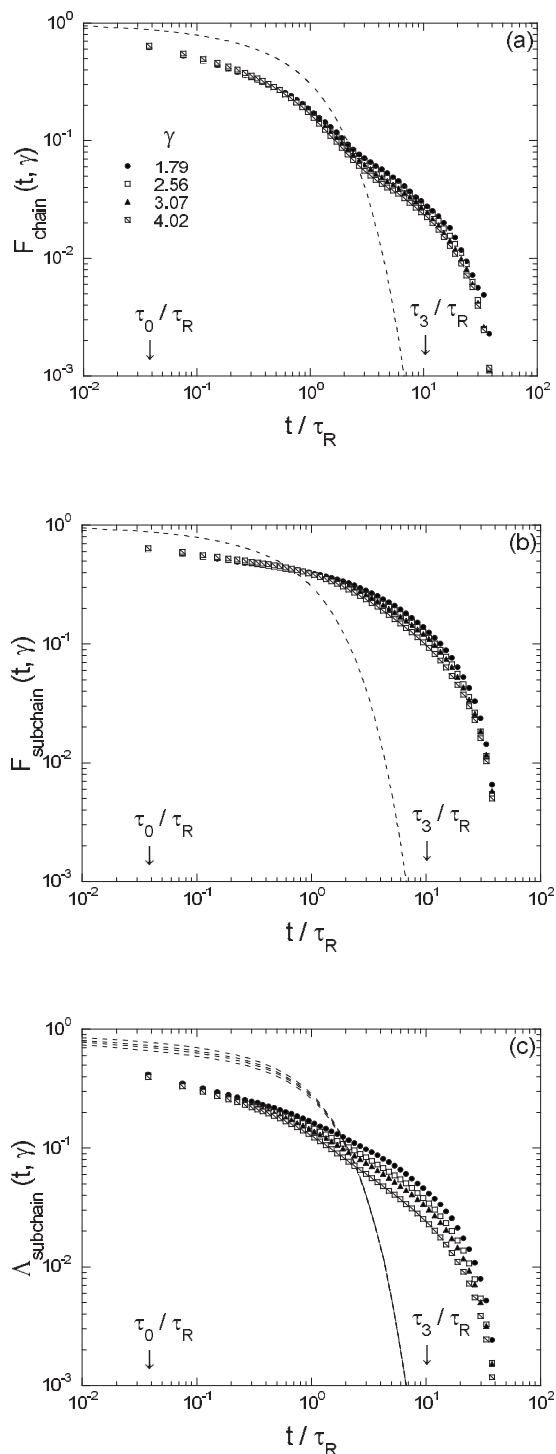 (a)
10^0
10^-1
10^-2
10^-3
F_chain (t, γ)
γ
1.79
2.56
3.07
4.02
τ_0 / τ_R
τ_3 / τ_R
↓
↓
10^-2
10^-1
10^0
10^1
10^2
t / τ_R
(b)
10^0
10^-1
10^-2
10^-3
F_subchain (t, γ)
τ_0 / τ_R
τ_3 / τ_R
↓
↓
10^-2
10^-1
10^0
10^1
10^2
t / τ_R
(c)
10^0
10^-1
10^-2
10^-3
Λ_subchain (t, γ)
τ_0 / τ_R
τ_3 / τ_R
↓
↓
10^-2
10^-1
10^0
10^1
10^2
t / τ_R